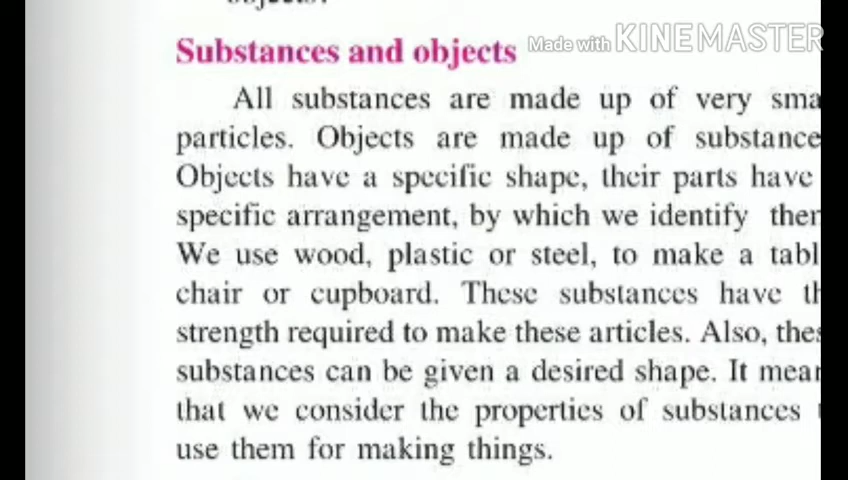 Substances and objects
Made with KINEMASTER
All substances are made up of very sma
particles. Objects are made up of substance
Objects have a specific shape, their parts have
specific arrangement, by which we identify ther
We use wood, plastic or steel, to make a tabl
chair or cupboard. These substances have th
strength required to make these articles. Also, thes
substances can be given a desired shape. It mean
that we consider the properties of substances
use them for making things.